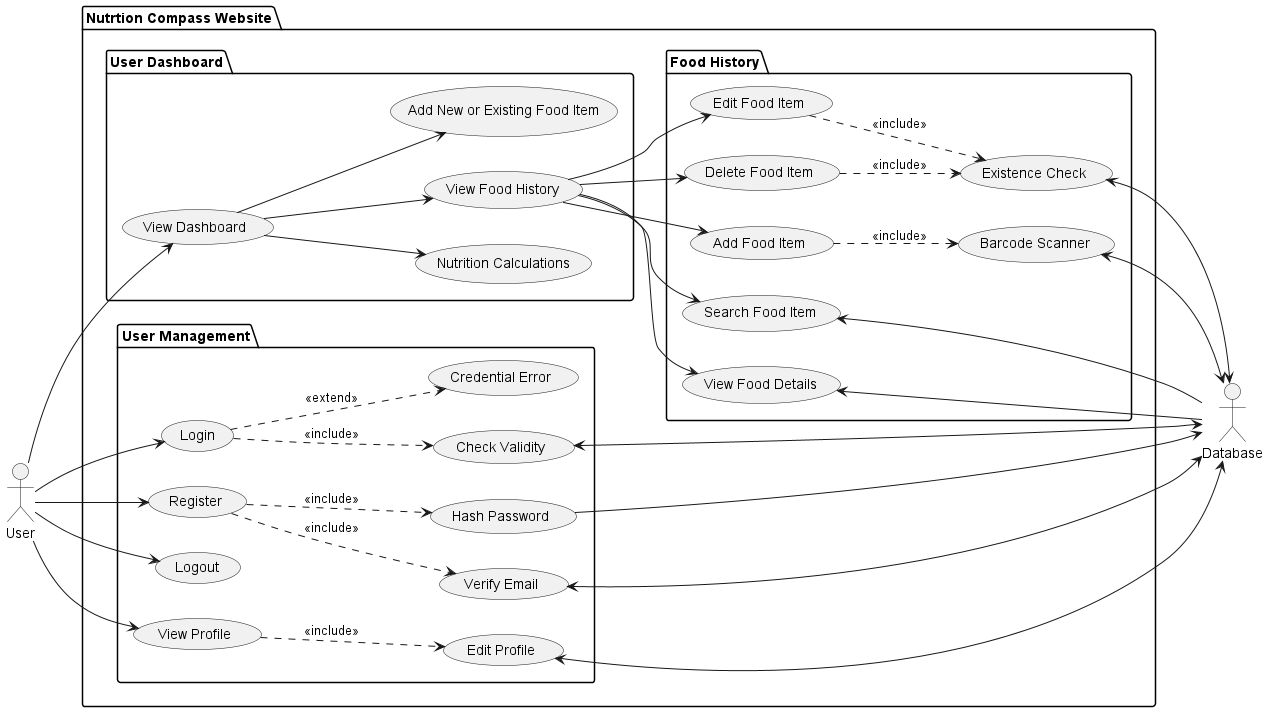 Nutrtion Compass Website
User Dashboard
Add New or Existing Food Item
View Food History
View Dashboard
Nutrition Calculations
Food History
Edit Food Item
«include»
Delete Food Item
«include»
Existence Check
Add Food Item
«include»
Barcode Scanner
Search Food Item
View Food Details
User Management
Credential Error
«extend»
Login
«include»
Check Validity
Register
«include»
Hash Password
«include»
Logout
Verify Email
View Profile
«include»
Edit Profile
User
Database